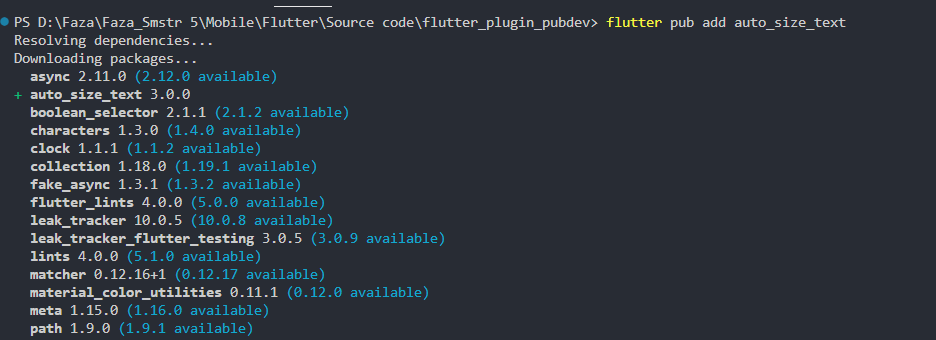 PS D:\Faza\Faza_Smstr 5\Mobile\Flutter\Source code\flutter_plugin_pubdev> flutter pub add auto_size_text
Resolving dependencies...
Downloading packages...
async 2.11.0 (2.12.0 available)
+ auto_size_text 3.0.0
boolean_selector 2.1.1 (2.1.2 available)
characters 1.3.0 (1.4.0 available)
clock 1.1.1 (1.1.2 available)
collection 1.18.0 (1.19.1 available)
fake_async 1.3.1 (1.3.2 available)
flutter_lints 4.0.0 (5.0.0 available)
leak_tracker 10.0.5 (10.0.8 available)
leak_tracker_flutter_testing 3.0.5 (3.0.9 available)
lints 4.0.0 (5.1.0 available)
matcher 0.12.16+1 (0.12.17 available)
material_color_utilities 0.11.1 (0.12.0 available)
meta 1.15.0 (1.16.0 available)
path 1.9.0 (1.9.1 available)